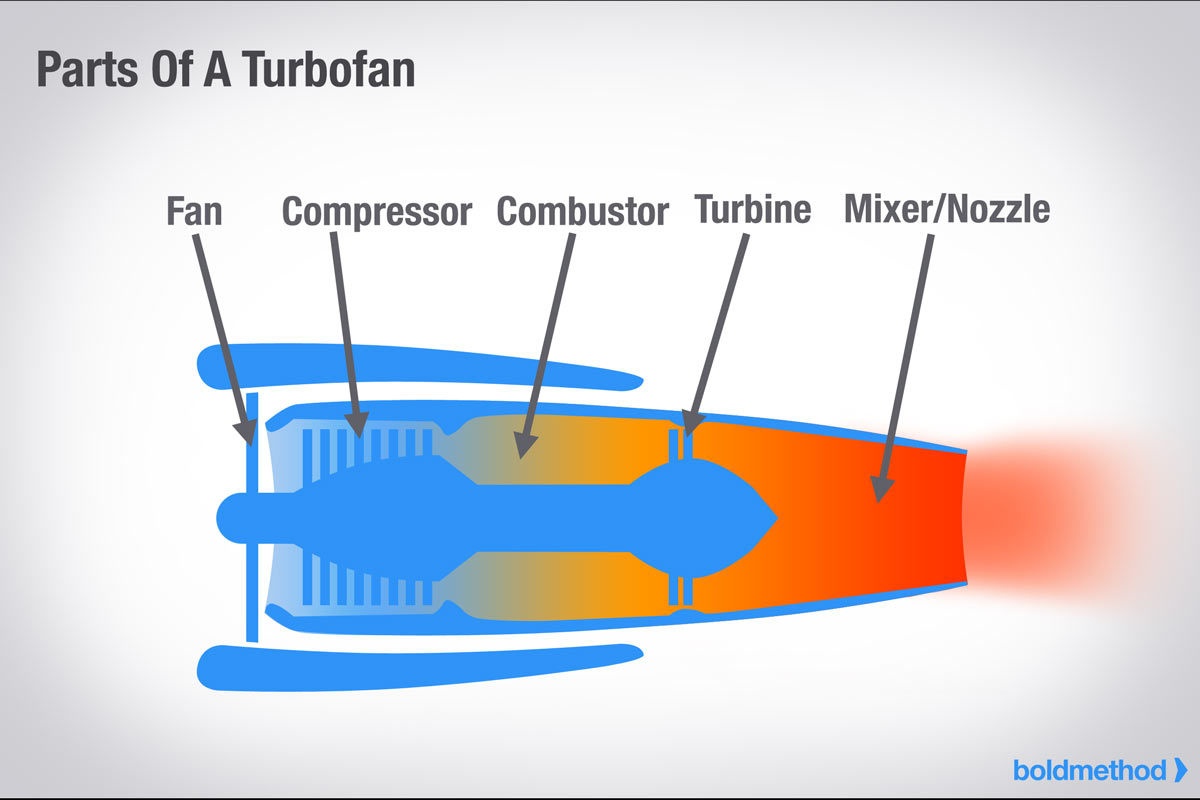 Parts Of A Turbofan
Fan Compressor Combustor Turbine Mixer/Nozzle
boldmethod